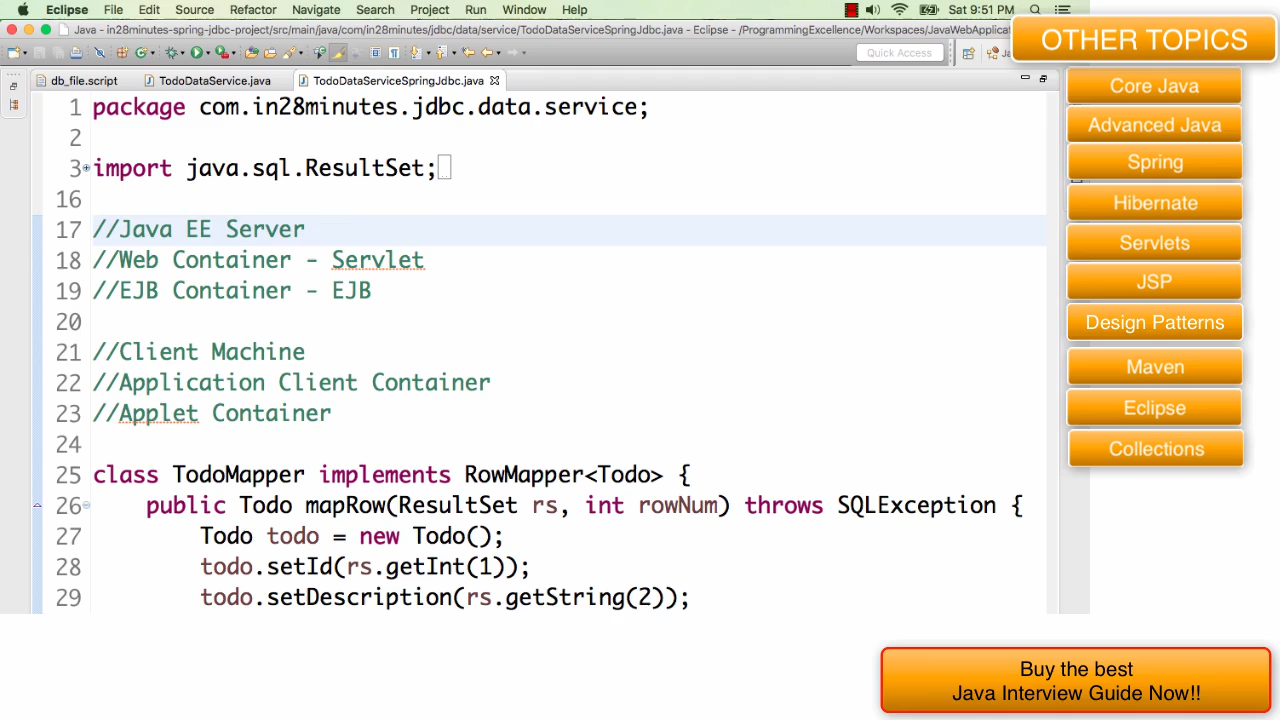 Eclipse File Edit Source Refactor Navigate Search Project Run Window Help Sat 9:51 PM
Java - in28minutes-spring-jdbc-project/src/main/java/com/in28minutes/jdbc/data/service/TodoDataServiceSpringJdbc.java - Eclipse - /ProgrammingExcellence/Workspaces/JavaWebApplicat
Quick Access
db_file.script TodoDataService.java TodoDataServiceSpringJdbc.java
1 package com.in28minutes.jdbc.data.service;
2
3 import java.sql.ResultSet;
16
17 //Java EE Server
18 //Web Container - Servlet
19 //EJB Container - EJB
20
21 //Client Machine
22 //Application Client Container
23 //Applet Container
24
25 class TodoMapper implements RowMapper<Todo> {
26 public Todo mapRow(ResultSet rs, int rowNum) throws SQLException {
27 Todo todo = new Todo();
28 todo.setId(rs.getInt(1));
29 todo.setDescription(rs.getString(2));
OTHER TOPICS
Core Java
Advanced Java
Spring
Hibernate
Servlets
JSP
Design Patterns
Maven
Eclipse
Collections
Buy the best
Java Interview Guide Now!!